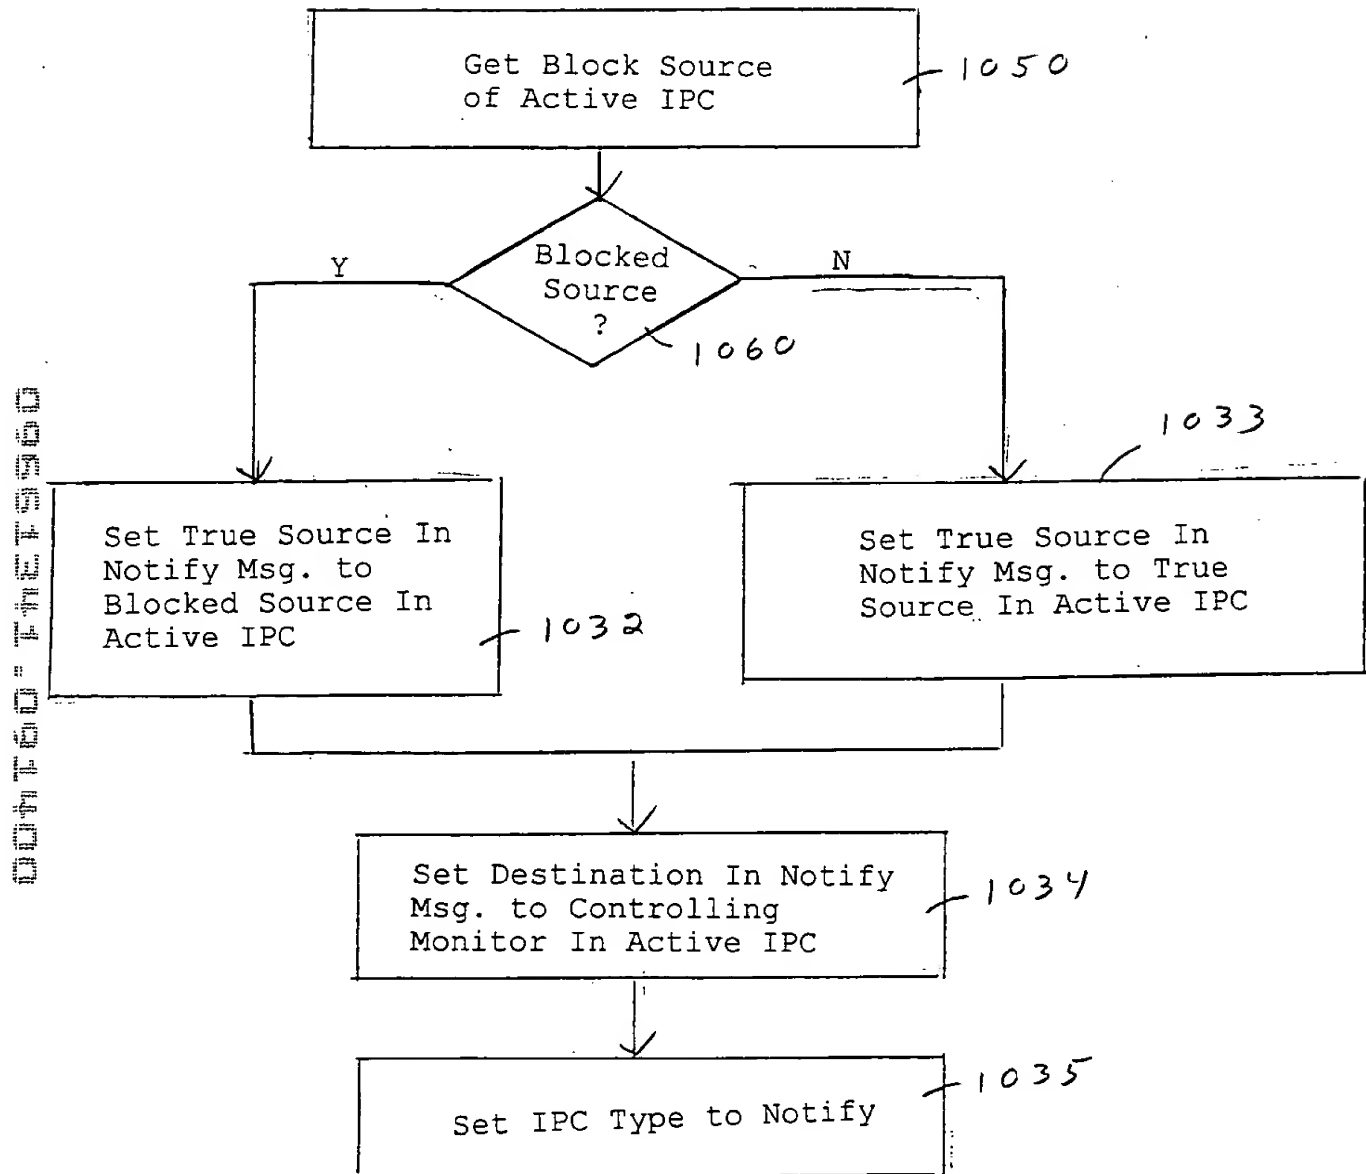 Get Block Source
of Active IPC
1050
Blocked
Source
?
Y
N
1060
1033
Set True Source In
Notify Msg. to
Blocked Source In
Active IPC
1032
Set True Source In
Notify Msg. to True
Source In Active IPC
Set Destination In Notify
Msg. to Controlling
Monitor In Active IPC
1034
Set IPC Type to Notify
1035